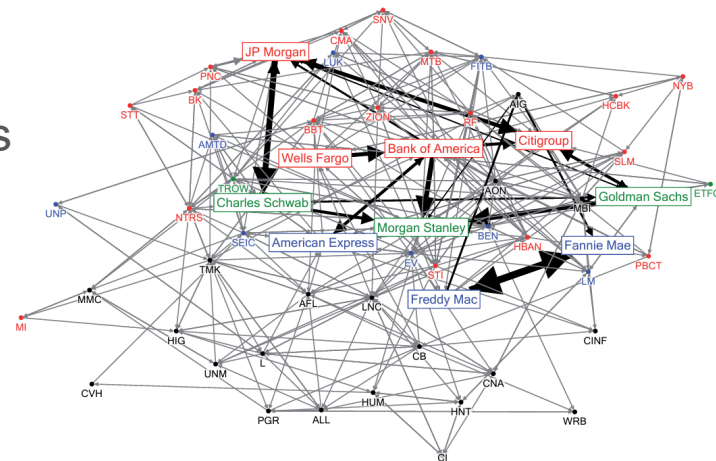 s
SNV
CMA
JP Morgan
LUK
MTB
FITB
PNC
NYB
BK
AIG
HCBK
STT
ZION
RF
BBT
AMTD
Citigroup
Bank of America
Wells Fargo
SLM
TROW
AON
ETFC
Goldman Sachs
Charles Schwab
UNP
MBI
NTRS
Morgan Stanley
SEIC
American Express
BEN
HBAN
Fannie Mae
EV
PBCT
TMK
STI
LM
MMC
AFL
LNC
Freddy Mac
MI
HIG
CINF
L
CB
UNM
CNA
CVH
HUM
HNT
PGR
ALL
WRB
CI